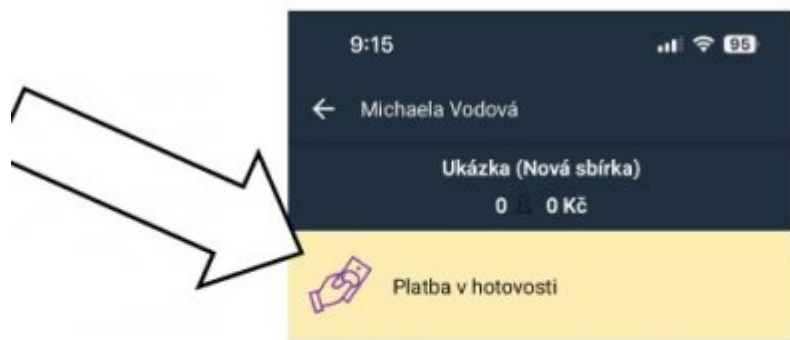 9:15 95
Michaela Vodová
Ukázka (Nová sbírka)
0 0 Kč
Platba v hotovosti